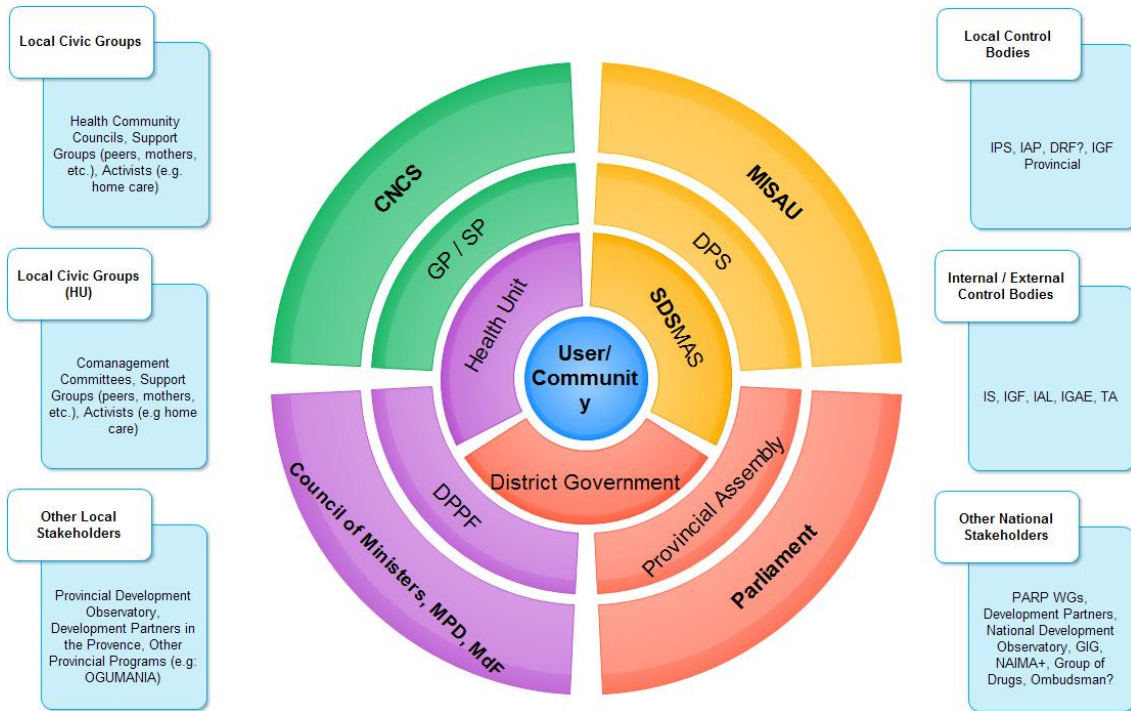 Local Civic Groups
Health Community
Councils, Support
Groups (peers, mothers,
etc.), Activists (e.g.
home care)
Local Civic Groups
(HU)
Comanagement
Committees, Support
Groups (peers, mothers,
etc.), Activists (e.g home
care)
Other Local
Stakeholders
Provincial Development
Observatory,
Development Partners in
the Provence, Other
Provincial Programs (e.g:
OGUMANIA)
CNCS
GP / SP
Health Unit
MISAU
DPS
SDSMAS
User/
Communit
y
District Government
Provincial Assembly
Parliament
DPPF
Council of Ministers, MPD, MdF
Local Control
Bodies
IPS, IAP, DRF?, IGF
Provincial
Internal / External
Control Bodies
IS, IGF, IAL, IGAE, TA
Other National
Stakeholders
PARP WGs,
Development Partners,
National Development
Observatory, GIG,
NAIMA+, Group of
Drugs, Ombudsman?